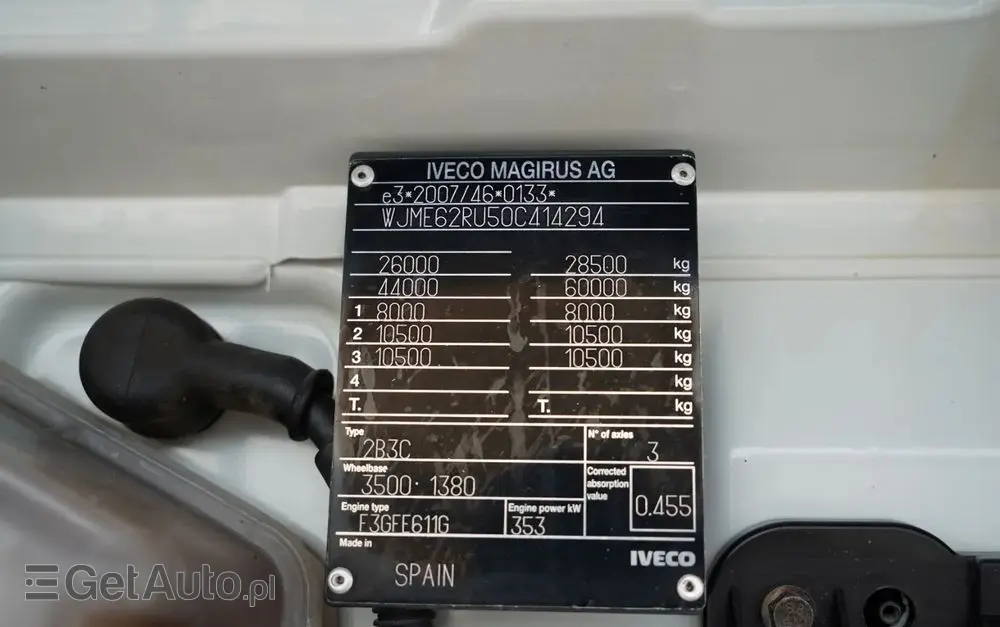 IVECO MAGIRUS AG
e3*2007/46*0133*
WJME62RU50C414294
26000 28500 kg
44000 60000 kg
1 8000 8000 kg
2 10500 10500 kg
3 10500 10500 kg
4 kg
T. T. kg
Type 2B3C N° of axles 3
Wheelbase 3500 · 1380 Corrected absorption value 0.455
Engine type F3GFE611G Engine power kW 353
Made in SPAIN IVECO
GetAuto.pl